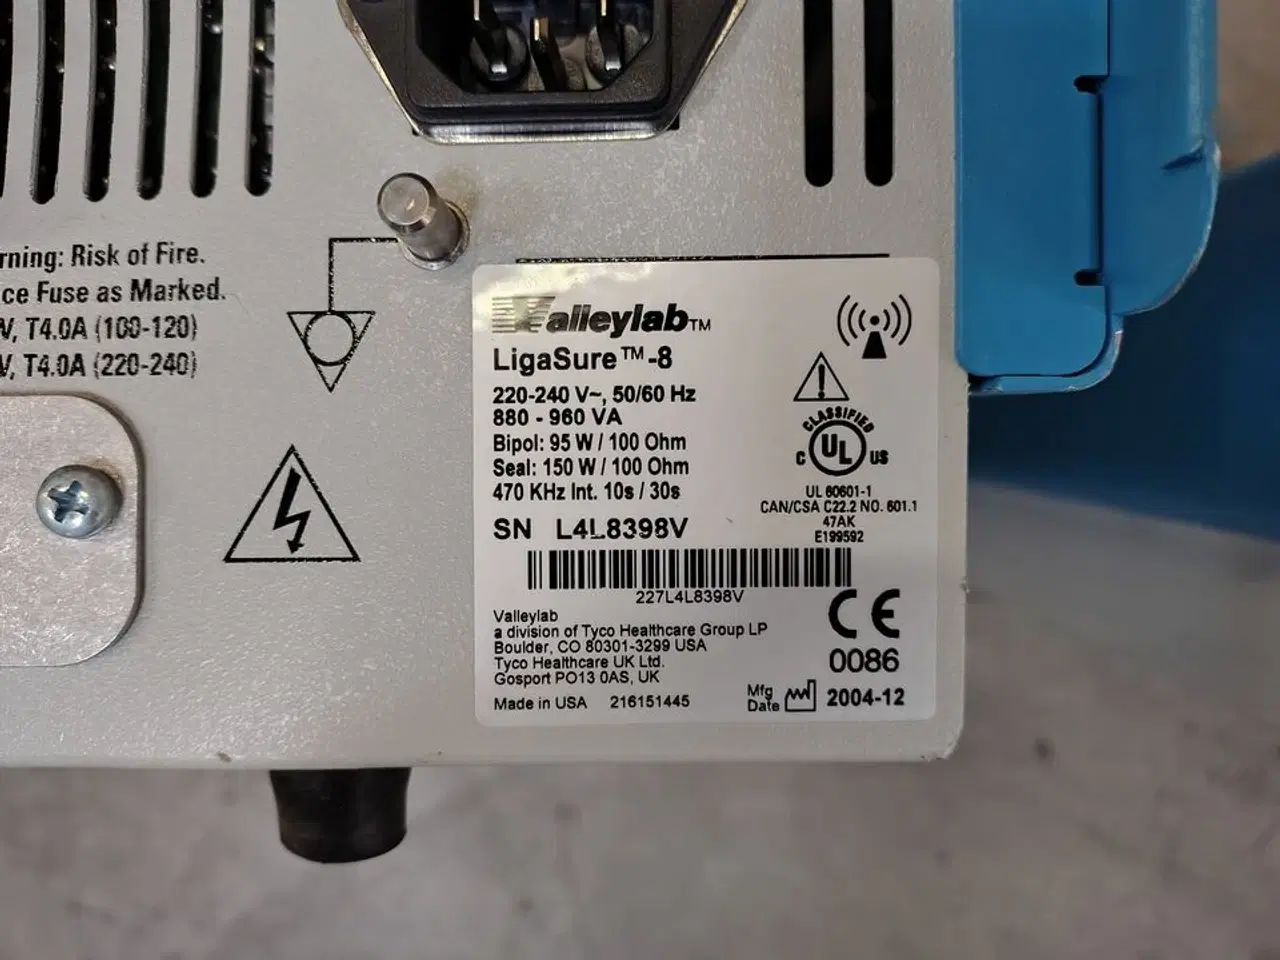 rning: Risk of Fire.
ce Fuse as Marked.
V, T4.0A (100-120)
V, T4.0A (220-240)
Valleylab™
LigaSure™-8
220-240 V~, 50/60 Hz
880 - 960 VA
Bipol: 95 W / 100 Ohm
Seal: 150 W / 100 Ohm
470 KHz Int. 10s / 30s
SN L4L8398V
CLASSIFIED
C UL US
UL 60601-1
CAN/CSA C22.2 NO. 601.1
47AK
E199592
227L4L8398V
Valleylab
a division of Tyco Healthcare Group LP
Boulder, CO 80301-3299 USA
Tyco Healthcare UK Ltd.
Gosport PO13 0AS, UK
Made in USA 216151445
CE
0086
Mfg
Date 2004-12